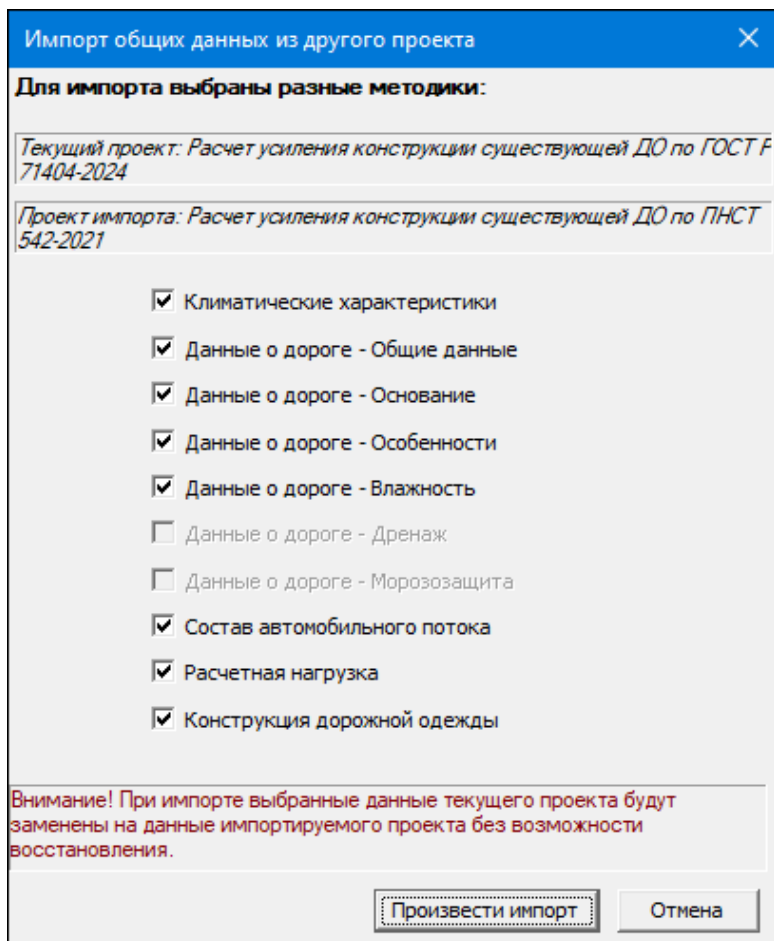 Импорт общих данных из другого проекта
Для импорта выбраны разные методики:
Текущий проект: Расчет усиления конструкции существующей ДО по ГОСТ Р
71404-2024
Проект импорта: Расчет усиления конструкции существующей ДО по ПНСТ
542-2021
Климатические характеристики
Данные о дороге - Общие данные
Данные о дороге - Основание
Данные о дороге - Особенности
Данные о дороге - Влажность
Данные о дороге - Дренаж
Данные о дороге - Морозозащита
Состав автомобильного потока
Расчетная нагрузка
Конструкция дорожной одежды
Внимание! При импорте выбранные данные текущего проекта будут
заменены на данные импортируемого проекта без возможности
восстановления.
Произвести импорт
Отмена